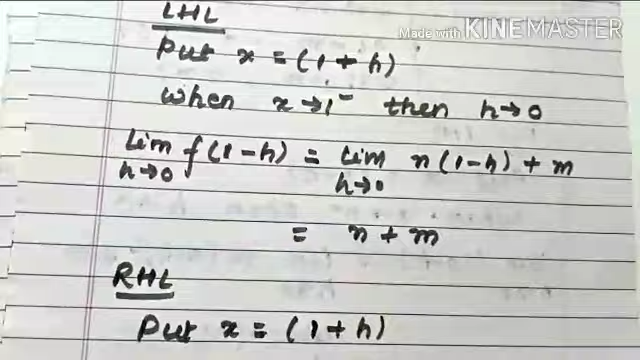 LHL
Made with KINEMASTER
Put x = (1 + h)
when x→1⁻ then h→0
Lim f(1-h) = Lim n(1-h) + m
h→0 h→0
= n + m
RHL
Put x = (1 + h)